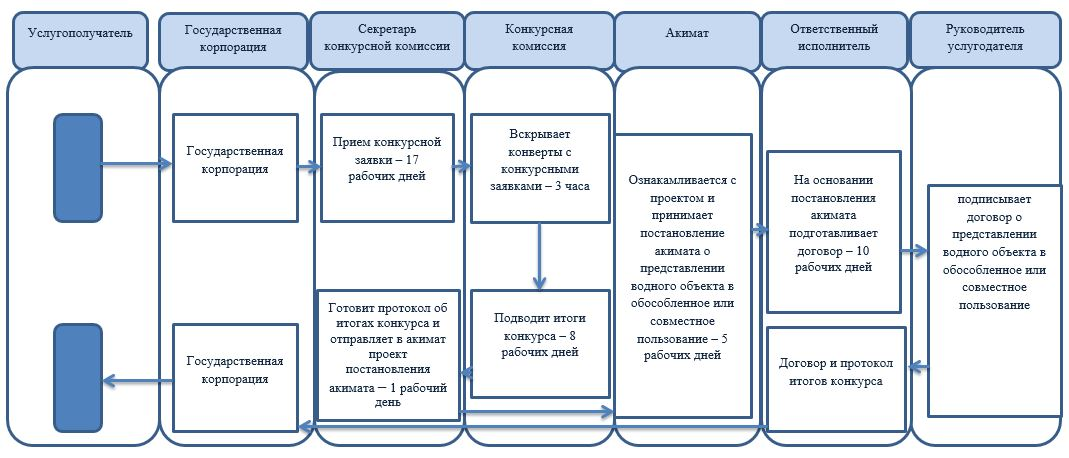 Услугополучатель
Государственная
корпорация
Секретарь
конкурсной комиссии
Конкурсная
комиссия
Акимат
Ответственный
исполнитель
Руководитель
услугодателя
Государственная
корпорация
Прием конкурсной
заявки – 17
рабочих дней
Вскрывает
конверты с
конкурсными
заявками – 3 часа
Ознакамливается с
проектом и
принимает
постановление
акимата о
представлении
водного объекта в
обособленное или
совместное
пользование – 5
рабочих дней
На основании
постановления
акимата
подготавливает
договор – 10
рабочих дней
подписывает
договор о
представлении
водного объекта в
обособленное или
совместное
пользование
Государственная
корпорация
Готовит протокол об
итогах конкурса и
отправляет в акимат
проект
постановления
акимата – 1 рабочий
день
Подводит итоги
конкурса – 8
рабочих дней
Договор и протокол
итогов конкурса